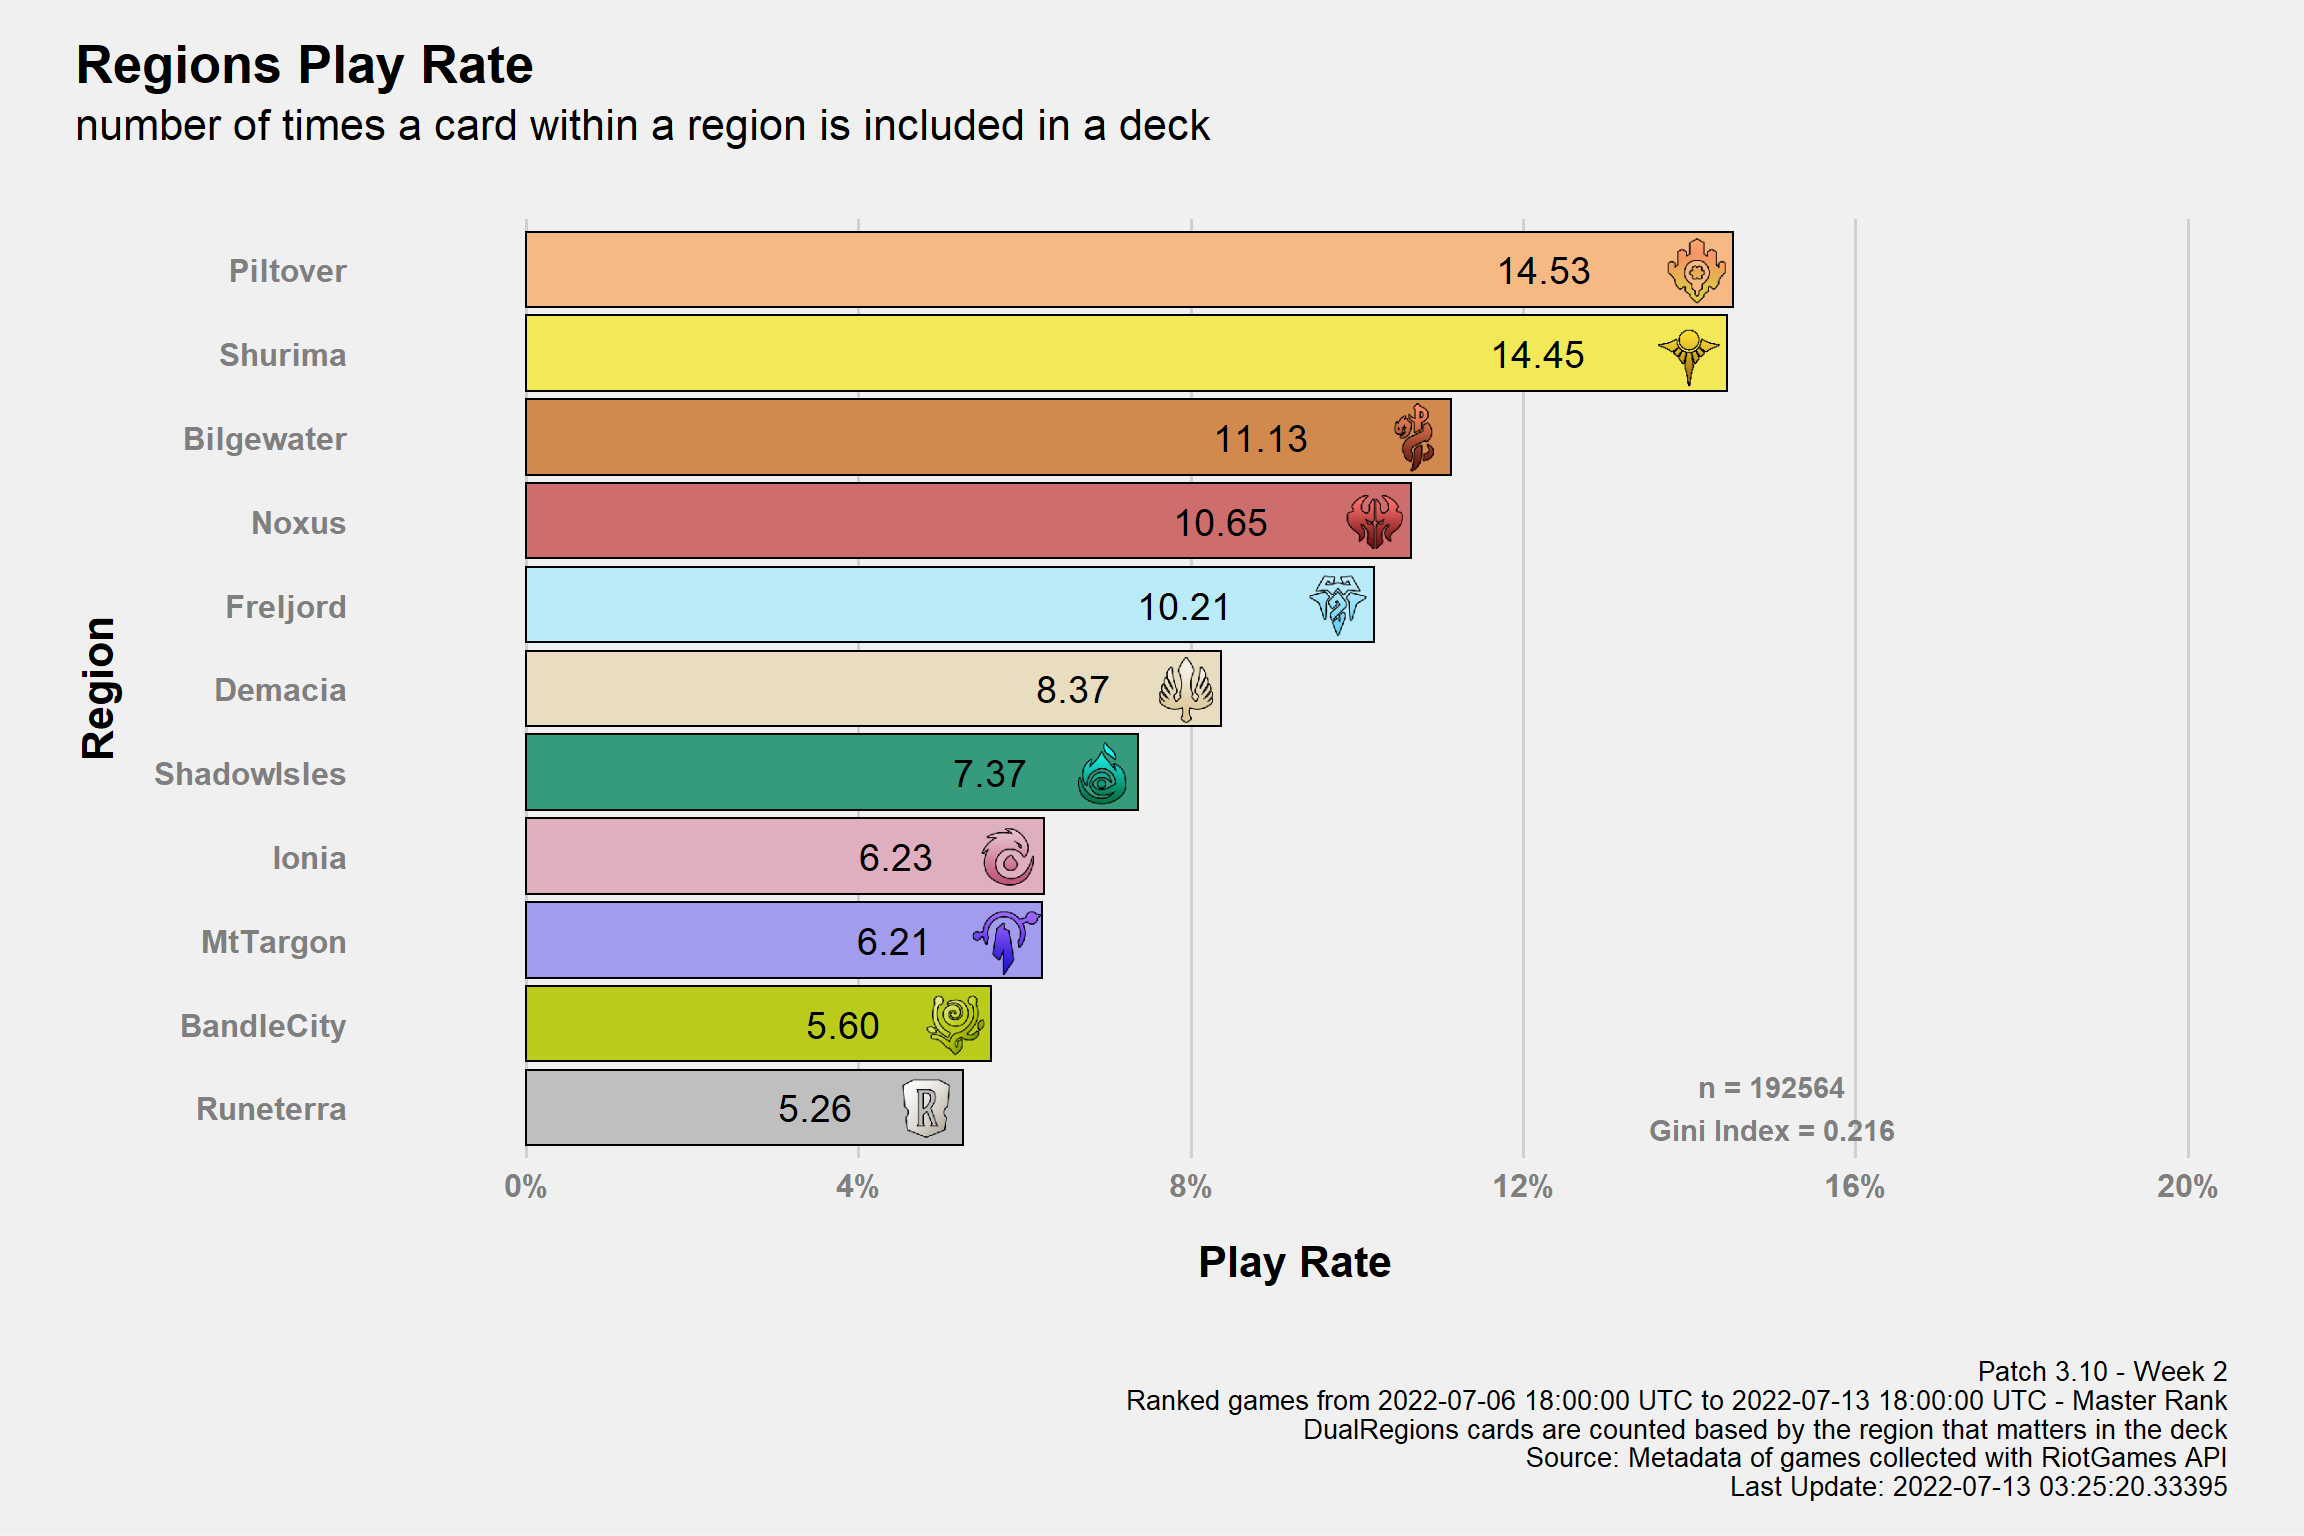 Regions Play Rate
number of times a card within a region is included in a deck
Region
Piltover 14.53
Shurima 14.45
Bilgewater 11.13
Noxus 10.65
Freljord 10.21
Demacia 8.37
ShadowIsles 7.37
Ionia 6.23
MtTargon 6.21
BandleCity 5.60
Runeterra 5.26 R
n = 192564
Gini Index = 0.216
0% 4% 8% 12% 16% 20%
Play Rate
Patch 3.10 - Week 2
Ranked games from 2022-07-06 18:00:00 UTC to 2022-07-13 18:00:00 UTC - Master Rank
DualRegions cards are counted based by the region that matters in the deck
Source: Metadata of games collected with RiotGames API
Last Update: 2022-07-13 03:25:20.33395